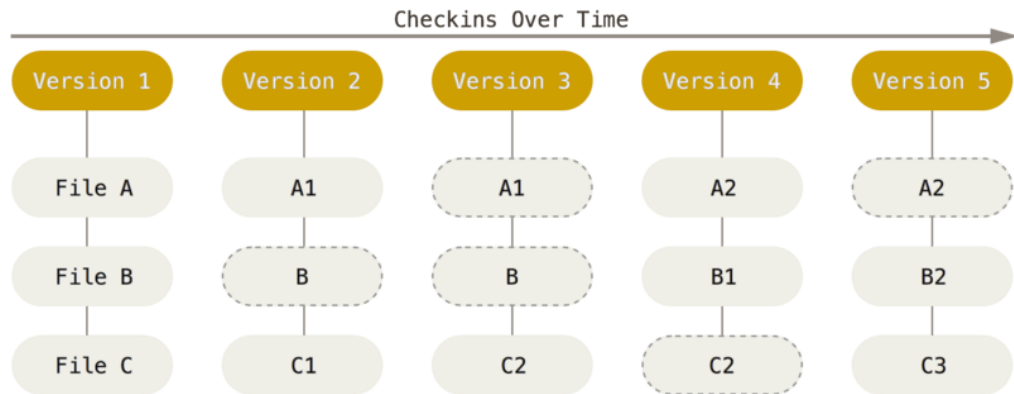 Checkins Over Time
Version 1 Version 2 Version 3 Version 4 Version 5
File A A1 A1 A2 A2
File B B B B1 B2
File C C1 C2 C2 C3